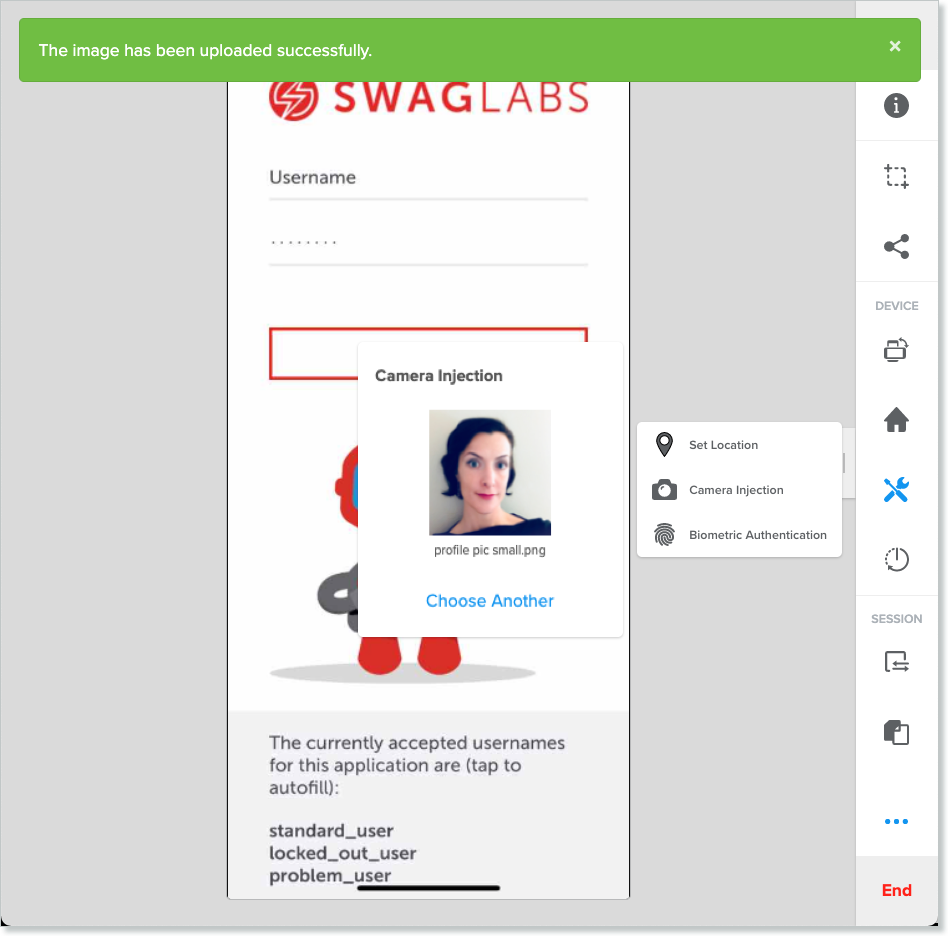 The image has been uploaded successfully.
×
SWAGLABS
Username
........
Camera Injection
profile pic small.png
Choose Another
Set Location
Camera Injection
Biometric Authentication
The currently accepted usernames
for this application are (tap to
autofill):
standard_user
locked_out_user
problem_user
DEVICE
SESSION
End